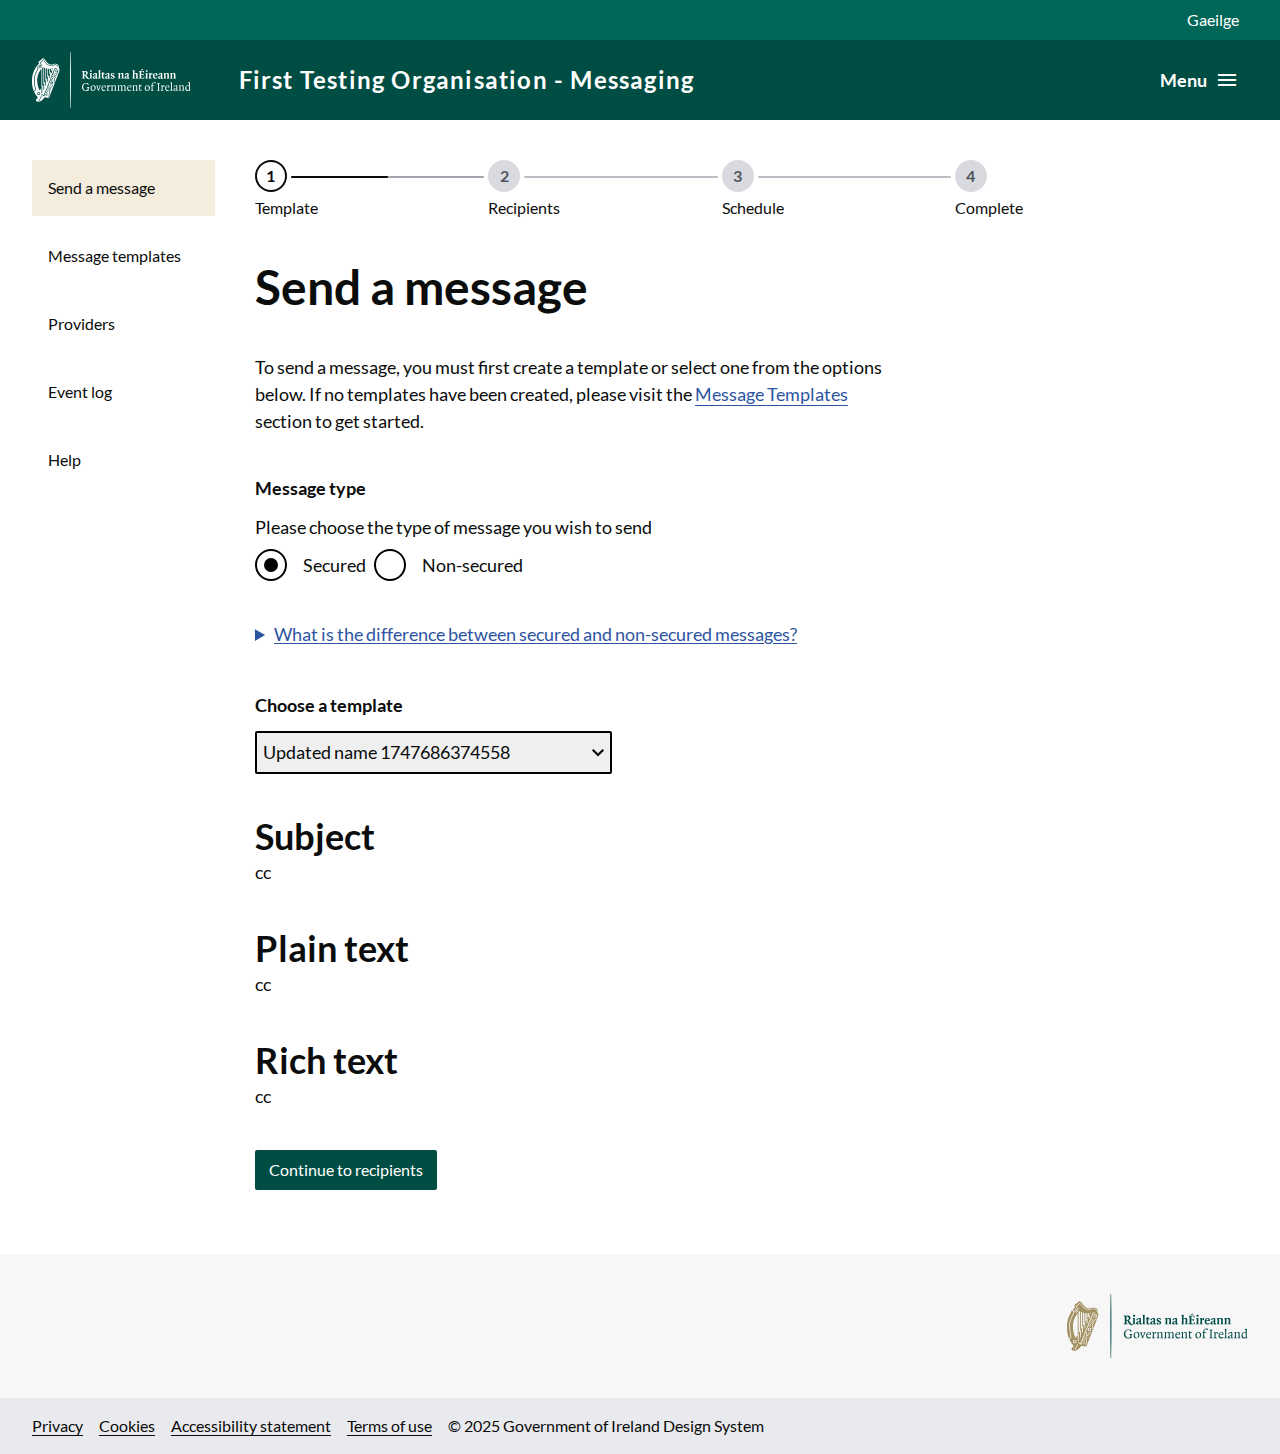 Gaeilge
Rialtas na hÉireann
Government of Ireland
First Testing Organisation - Messaging
Menu
Send a message
Message templates
Providers
Event log
Help
1
2
3
4
Template
Recipients
Schedule
Complete
Send a message
To send a message, you must first create a template or select one from the options
below. If no templates have been created, please visit the Message Templates
section to get started.
Message type
Please choose the type of message you wish to send
Secured
Non-secured
What is the difference between secured and non-secured messages?
Choose a template
Updated name 1747686374558
Subject
cc
Plain text
cc
Rich text
cc
Continue to recipients
Rialtas na hÉireann
Government of Ireland
Privacy
Cookies
Accessibility statement
Terms of use
© 2025 Government of Ireland Design System